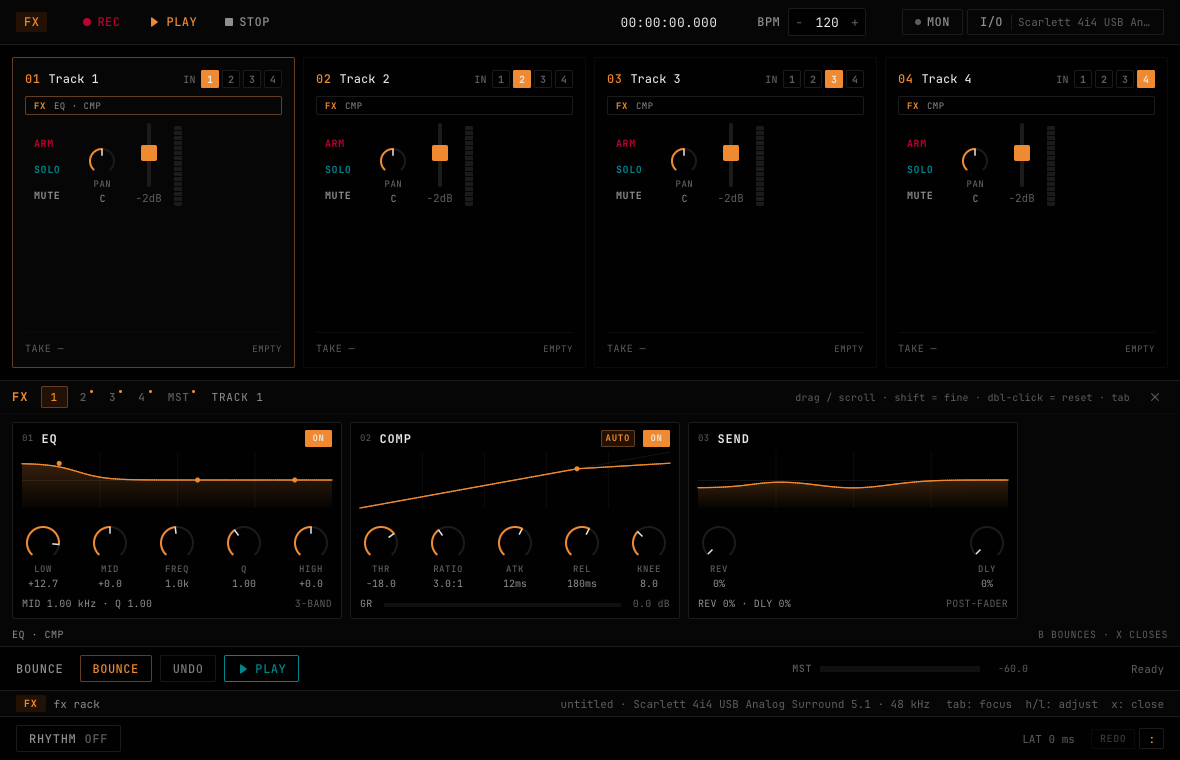 FX REC PLAY STOP 00:00:00.000 BPM - 120 + MON I/O Scarlett 4i4 USB An…
01 Track 1 IN 1 2 3 4 02 Track 2 IN 1 2 3 4 03 Track 3 IN 1 2 3 4 04 Track 4 IN 1 2 3 4
FX EQ · CMP FX CMP FX CMP FX CMP
ARM ARM ARM ARM
SOLO SOLO SOLO SOLO
PAN PAN PAN PAN
MUTE C -2dB MUTE C -2dB MUTE C -2dB MUTE C -2dB
TAKE — EMPTY TAKE — EMPTY TAKE — EMPTY TAKE — EMPTY
FX 1 2 3 4 MST TRACK 1 drag / scroll · shift = fine · dbl-click = reset · tab ×
01 EQ ON 02 COMP AUTO ON 03 SEND
LOW MID FREQ Q HIGH THR RATIO ATK REL KNEE REV DLY
+12.7 +0.0 1.0k 1.00 +0.0 -18.0 3.0:1 12ms 180ms 8.0 0% 0%
MID 1.00 kHz · Q 1.00 3-BAND GR 0.0 dB REV 0% · DLY 0% POST-FADER
EQ · CMP B BOUNCES · X CLOSES
BOUNCE BOUNCE UNDO PLAY MST -60.0 Ready
FX fx rack untitled · Scarlett 4i4 USB Analog Surround 5.1 · 48 kHz tab: focus h/l: adjust x: close
RHYTHM OFF LAT 0 ms REDO :